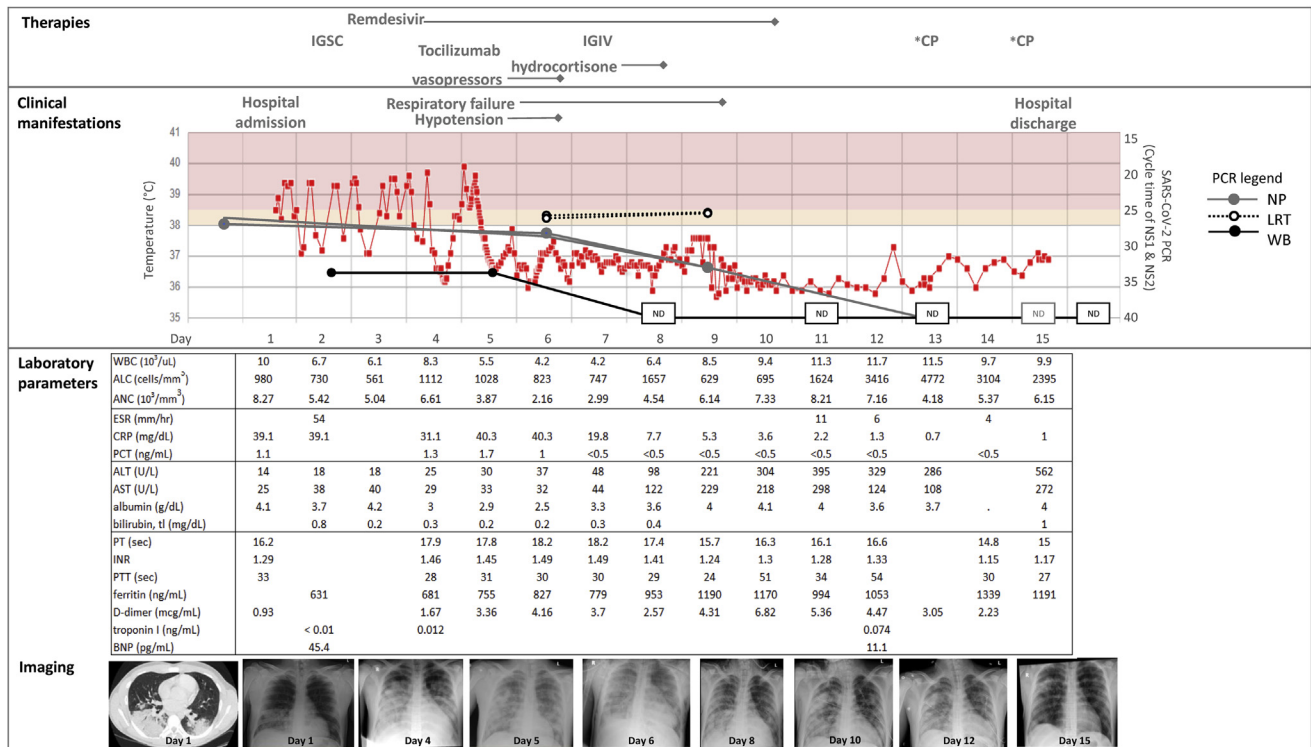 Therapies
Remdesivir
IGSC IGIV *CP *CP
Tocilizumab
hydrocortisone
vasopressors
Clinical manifestations
Hospital admission
Respiratory failure
Hypotension
Hospital discharge
41 15
40 20
39
38 25
37 30
36 35
35 40
Temperature (°C)
SARS-CoV-2 PCR
(Cycle time of NS1 & NS2)
PCR legend
NP
LRT
WB
ND ND ND ND ND
Day 1 2 3 4 5 6 7 8 9 10 11 12 13 14 15
Laboratory parameters
WBC (10³/uL) 10 6.7 6.1 8.3 5.5 4.2 4.2 6.4 8.5 9.4 11.3 11.7 11.5 9.7 9.9
ALC (cells/mm³) 980 730 561 1112 1028 823 747 1657 629 695 1624 3416 4772 3104 2395
ANC (10³/mm³) 8.27 5.42 5.04 6.61 3.87 2.16 2.99 4.54 6.14 7.33 8.21 7.16 4.18 5.37 6.15
ESR (mm/hr) 54 11 6 4
CRP (mg/dL) 39.1 39.1 31.1 40.3 40.3 19.8 7.7 5.3 3.6 2.2 1.3 0.7 1
PCT (ng/mL) 1.1 1.3 1.7 1 <0.5 <0.5 <0.5 <0.5 <0.5 <0.5 <0.5
ALT (U/L) 14 18 18 25 30 37 48 98 221 304 395 329 286 562
AST (U/L) 25 38 40 29 33 32 44 122 229 218 298 124 108 272
albumin (g/dL) 4.1 3.7 4.2 3 2.9 2.5 3.3 3.6 4 4.1 4 3.6 3.7 . 4
bilirubin, tl (mg/dL) 0.8 0.2 0.3 0.2 0.2 0.3 0.4 1
PT (sec) 16.2 17.9 17.8 18.2 18.2 17.4 15.7 16.3 16.1 16.6 14.8 15
INR 1.29 1.46 1.45 1.49 1.49 1.41 1.24 1.3 1.28 1.33 1.15 1.17
PTT (sec) 33 28 31 30 30 29 24 51 34 54 30 27
ferritin (ng/mL) 631 681 755 827 779 953 1190 1170 994 1053 1339 1191
D-dimer (mcg/mL) 0.93 1.67 3.36 4.16 3.7 2.57 4.31 6.82 5.36 4.47 3.05 2.23
troponin I (ng/mL) < 0.01 0.012 0.074
BNP (pg/mL) 45.4 11.1
Imaging
Day 1 Day 1 Day 4 Day 5 Day 6 Day 8 Day 10 Day 12 Day 15